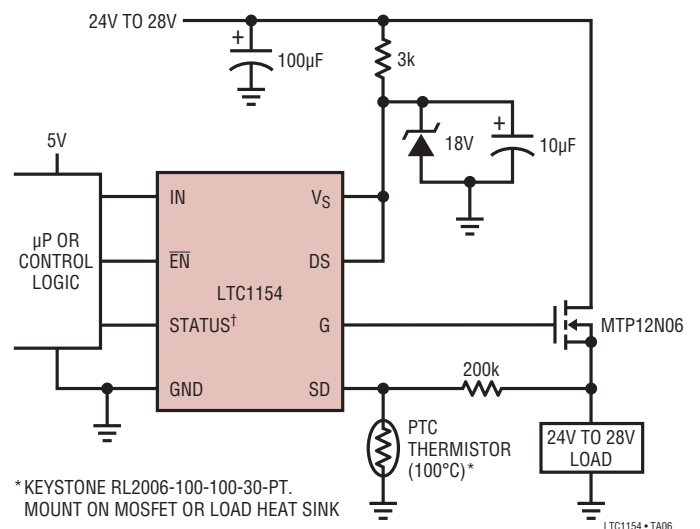 24V TO 28V
+
100µF
3k
5V
18V
+
10µF
IN
VS
µP OR
CONTROL
LOGIC
EN
DS
LTC1154
STATUS†
G
MTP12N06
200k
GND
SD
PTC
THERMISTOR
(100°C)*
24V TO 28V
LOAD
*KEYSTONE RL2006-100-100-30-PT.
MOUNT ON MOSFET OR LOAD HEAT SINK
LTC1154 • TA06